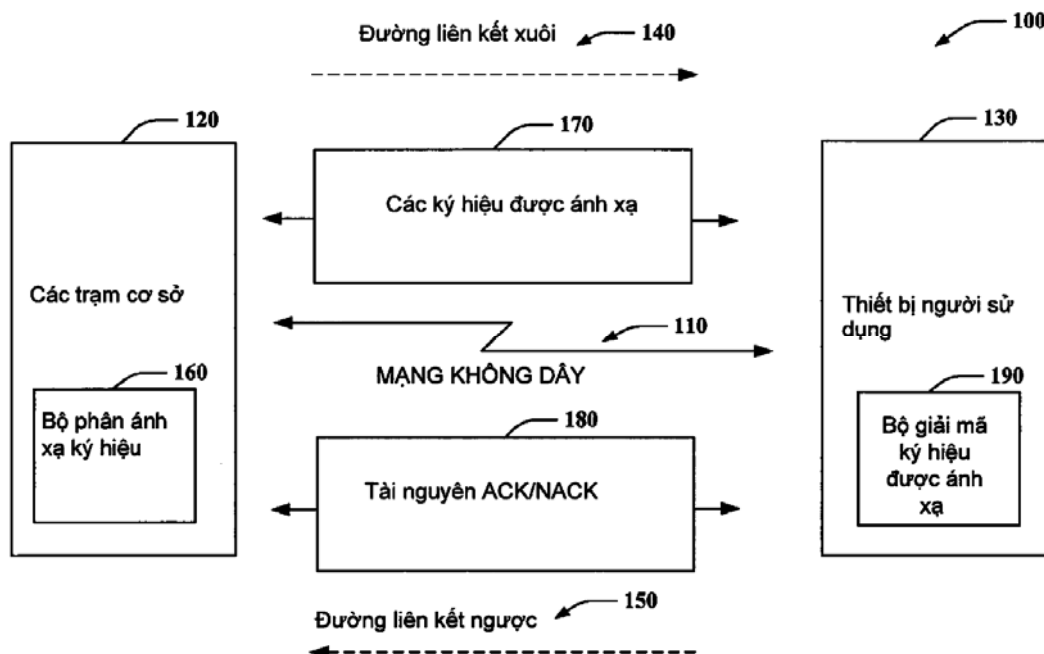 Đường liên kết xuôi 140
100
120
170
130
Các ký hiệu được ánh xạ
Các trạm cơ sở
Thiết bị người sử
dụng
110
MẠNG KHÔNG DÂY
160
Bộ phân ánh
xạ ký hiệu
180
Tài nguyên ACK/NACK
190
Bộ giải mã
ký hiệu
được ánh
xạ
Đường liên kết ngược 150